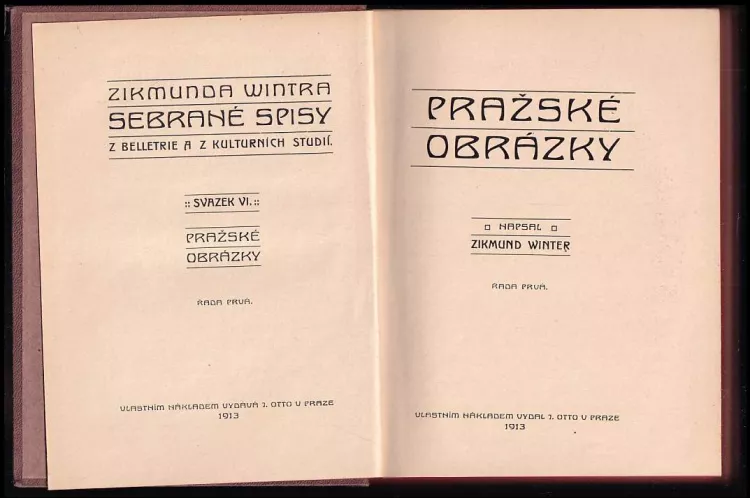 ZIKMUNDA WINTRA
SEBRANÉ SPISY
Z BELLETRIE A Z KULTURNÍCH STUDIÍ.
:: SVAZEK VI. ::
PRAŽSKÉ
OBRÁZKY
ŘADA PRVÁ.
VLASTNÍM NÁKLADEM VYDÁVÁ J. OTTO V PRAZE
1913
PRAŽSKÉ
OBRÁZKY
NAPSAL
ZIKMUND WINTER
ŘADA PRVÁ.
VLASTNÍM NÁKLADEM VYDAL J. OTTO V PRAZE
1913